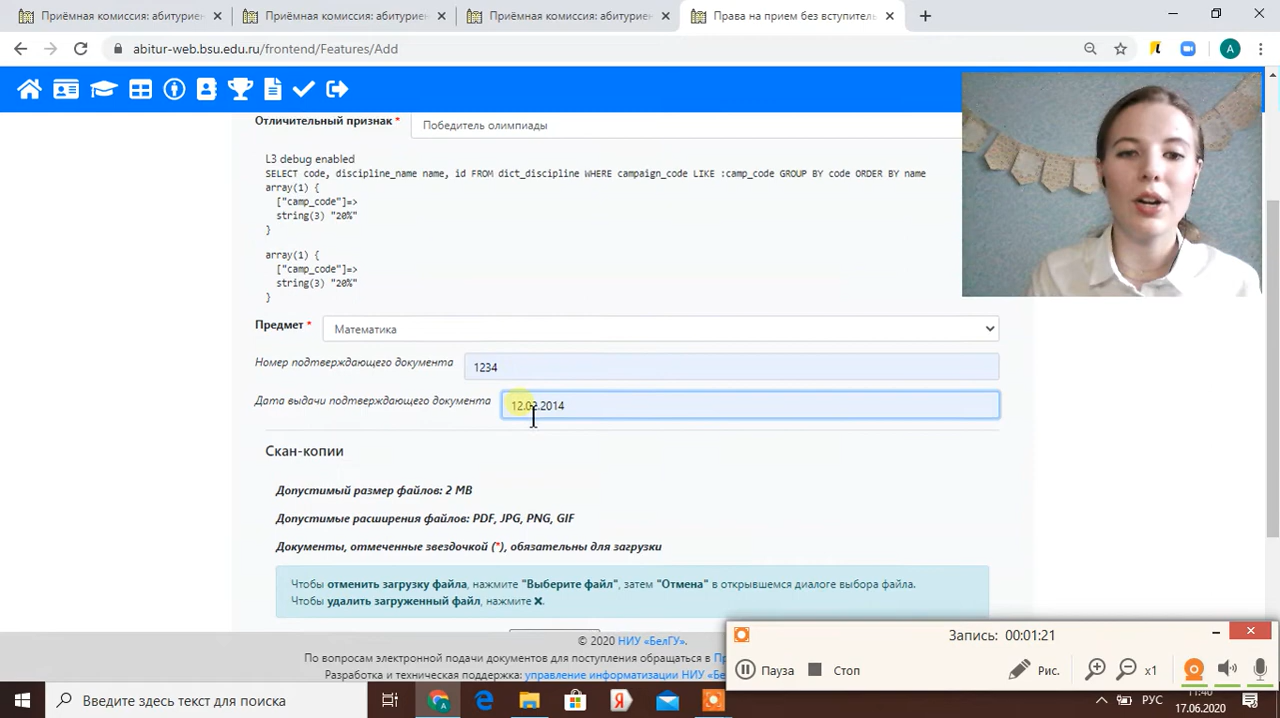 Приёмная комиссия: абитуриен
Приёмная комиссия: абитуриен
Приёмная комиссия: абитуриен
Права на прием без вступитель
abitur-web.bsu.edu.ru/frontend/Features/Add
A
Отличительный признак *
Победитель олимпиады
L3 debug enabled
SELECT code, discipline_name name, id FROM dict_discipline WHERE campaign_code LIKE :camp_code GROUP BY code ORDER BY name
array(1) {
["camp_code"]=>
string(3) "20%"
}
array(1) {
["camp_code"]=>
string(3) "20%"
}
Предмет *
Математика
Номер подтверждающего документа
1234
Дата выдачи подтверждающего документа
12.02.2014
Скан-копии
Допустимый размер файлов: 2 MB
Допустимые расширения файлов: PDF, JPG, PNG, GIF
Документы, отмеченные звездочкой (*), обязательны для загрузки
Чтобы отменить загрузку файла, нажмите "Выберите файл", затем "Отмена" в открывшемся диалоге выбора файла.
Чтобы удалить загруженный файл, нажмите ×.
© 2020 НИУ «БелГУ».
По вопросам электронной подачи документов для поступления обращаться в Пр
Разработка и техническая поддержка: управление информатизации НИУ «Бел
Запись: 00:01:21
Пауза
Стоп
Рис.
x1
Введите здесь текст для поиска
РУС
11:40
17.06.2020